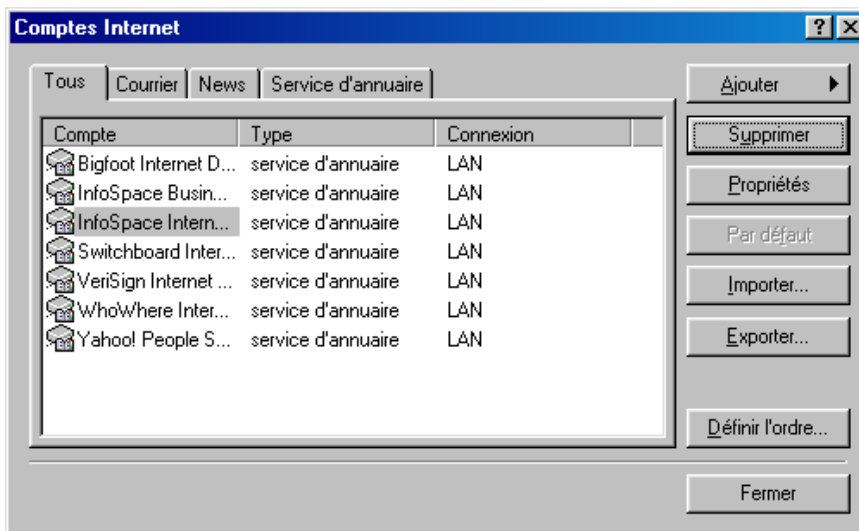 Comptes Internet
Tous Courrier News Service d'annuaire
Ajouter
Compte Type Connexion
Supprimer
Bigfoot Internet D... service d'annuaire LAN
InfoSpace Busin... service d'annuaire LAN
Propriétés
InfoSpace Intern... service d'annuaire LAN
Par défaut
Switchboard Inter... service d'annuaire LAN
VeriSign Internet ... service d'annuaire LAN
Importer...
WhoWhere Inter... service d'annuaire LAN
Yahoo! People S... service d'annuaire LAN
Exporter...
Définir l'ordre...
Fermer